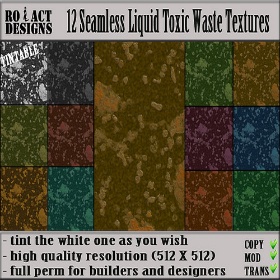 RO[ ]ACT
DESIGNS
12 Seamless Liquid Toxic Waste Textures
TINTABLE
- tint the white one as you wish
- high quality resolution (512 X 512)
- full perm for builders and designers
COPY
MOD
TRANS